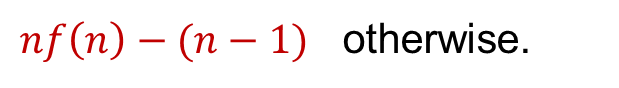 nf(n) − (n − 1) otherwise.